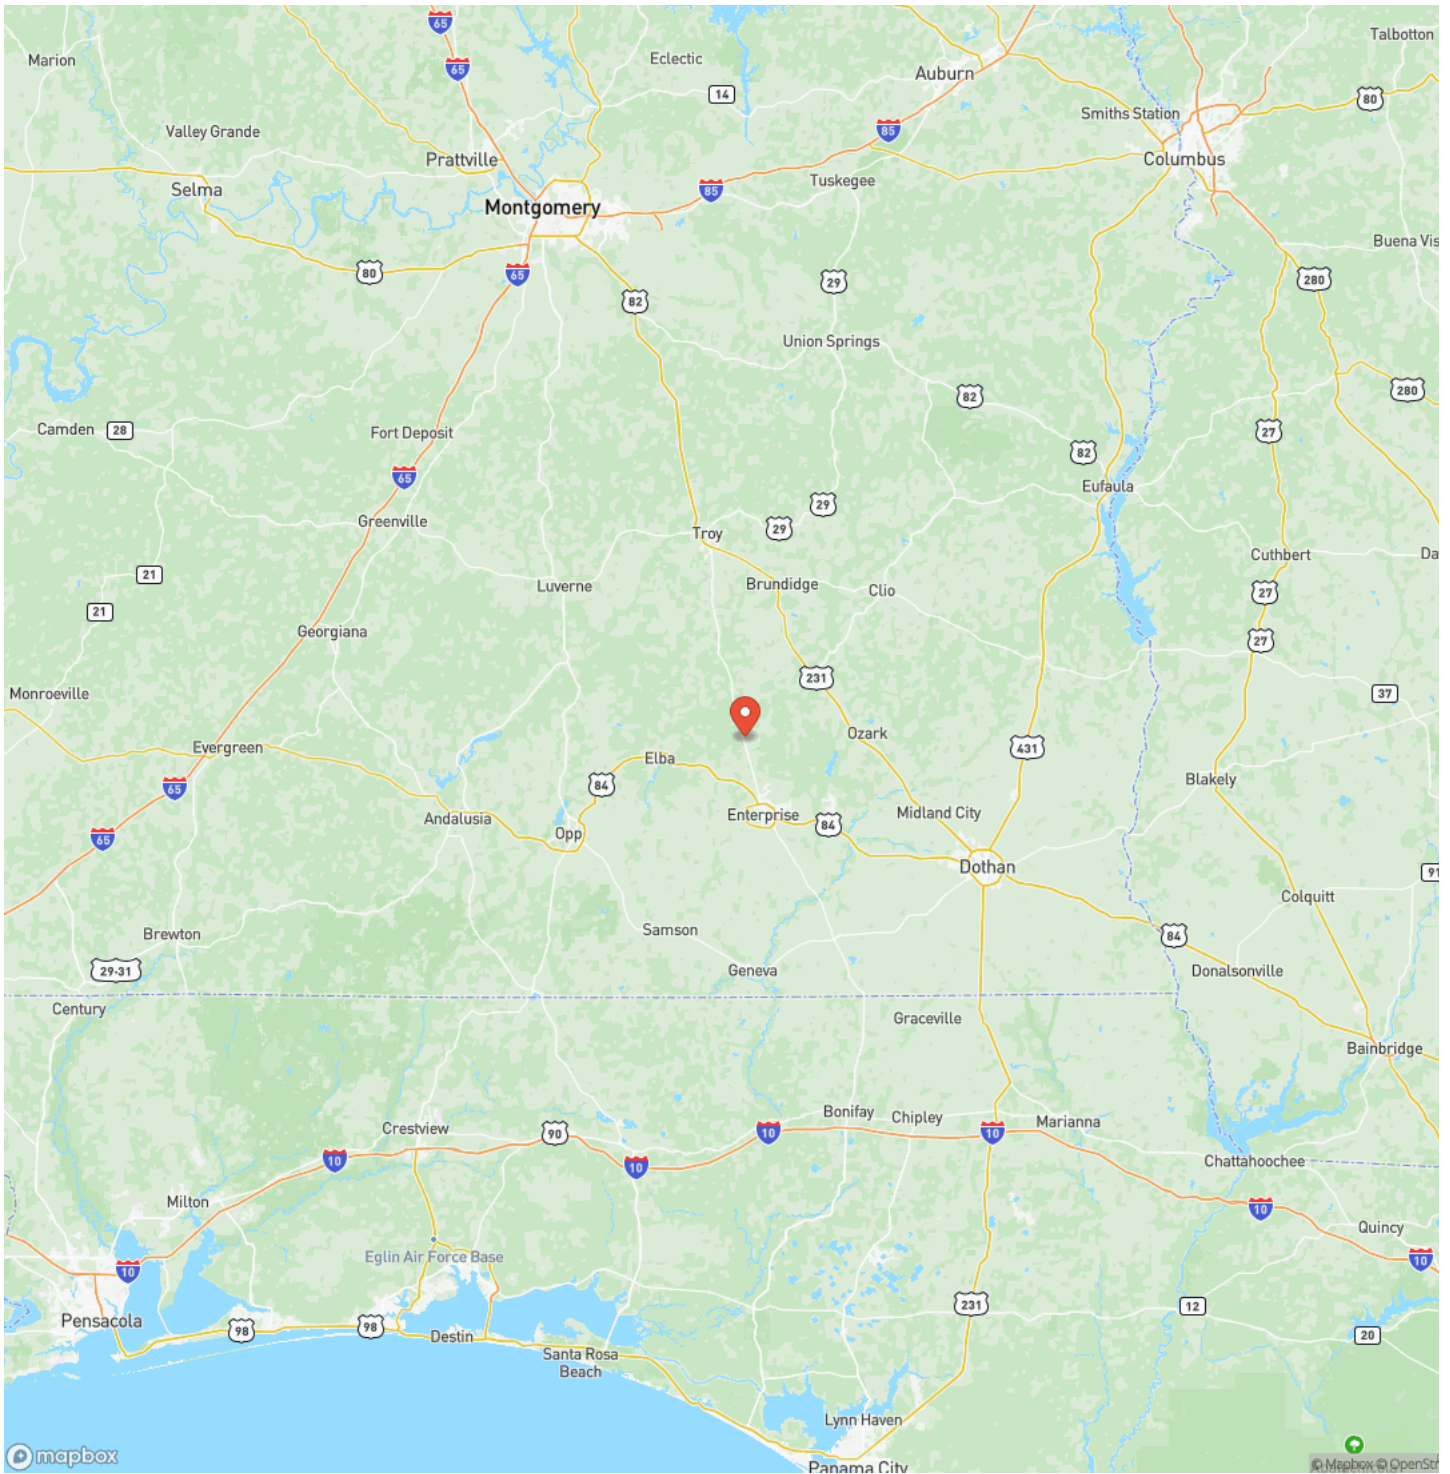 65
Talbotton
Marion
Eclectic
65
Auburn
14
80
Smiths Station
Valley Grande
85
Prattville
Columbus
Tuskegee
Selma
85
Montgomery
Buena Vis
80
65
29
280
82
Union Springs
82
280
Camden
28
Fort Deposit
27
82
65
Eufaula
29
Greenville
29
Troy
Cuthbert
Da
21
Brundidge
Luverne
Clio
27
21
Georgiana
27
231
Monroeville
37
Ozark
Evergreen
431
Elba
Blakely
84
65
Enterprise
Midland City
Andalusia
84
Opp
65
Dothan
91
Colquitt
Samson
Brewton
84
29-31
Geneva
Donalsonville
Century
Graceville
Bainbridge
Bonifay
Chipley
Marianna
Crestview
90
10
10
10
10
Chattahoochee
Milton
10
Quincy
Eglin Air Force Base
10
10
231
12
Pensacola
98
98
20
Destin
Santa Rosa
Beach
Lynn Haven
mapbox
Panama City
© Mapbox © OpenStr